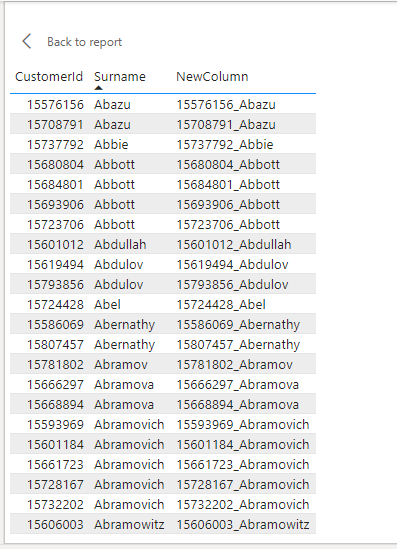 Back to report
CustomerId Surname NewColumn
15576156 Abazu 15576156_Abazu
15708791 Abazu 15708791_Abazu
15737792 Abbie 15737792_Abbie
15680804 Abbott 15680804_Abbott
15684801 Abbott 15684801_Abbott
15693906 Abbott 15693906_Abbott
15723706 Abbott 15723706_Abbott
15601012 Abdullah 15601012_Abdullah
15619494 Abdulov 15619494_Abdulov
15793856 Abdulov 15793856_Abdulov
15724428 Abel 15724428_Abel
15586069 Abernathy 15586069_Abernathy
15807457 Abernathy 15807457_Abernathy
15781802 Abramov 15781802_Abramov
15666297 Abramova 15666297_Abramova
15668894 Abramova 15668894_Abramova
15593969 Abramovich 15593969_Abramovich
15601184 Abramovich 15601184_Abramovich
15661723 Abramovich 15661723_Abramovich
15728167 Abramovich 15728167_Abramovich
15732202 Abramovich 15732202_Abramovich
15606003 Abramowitz 15606003_Abramowitz